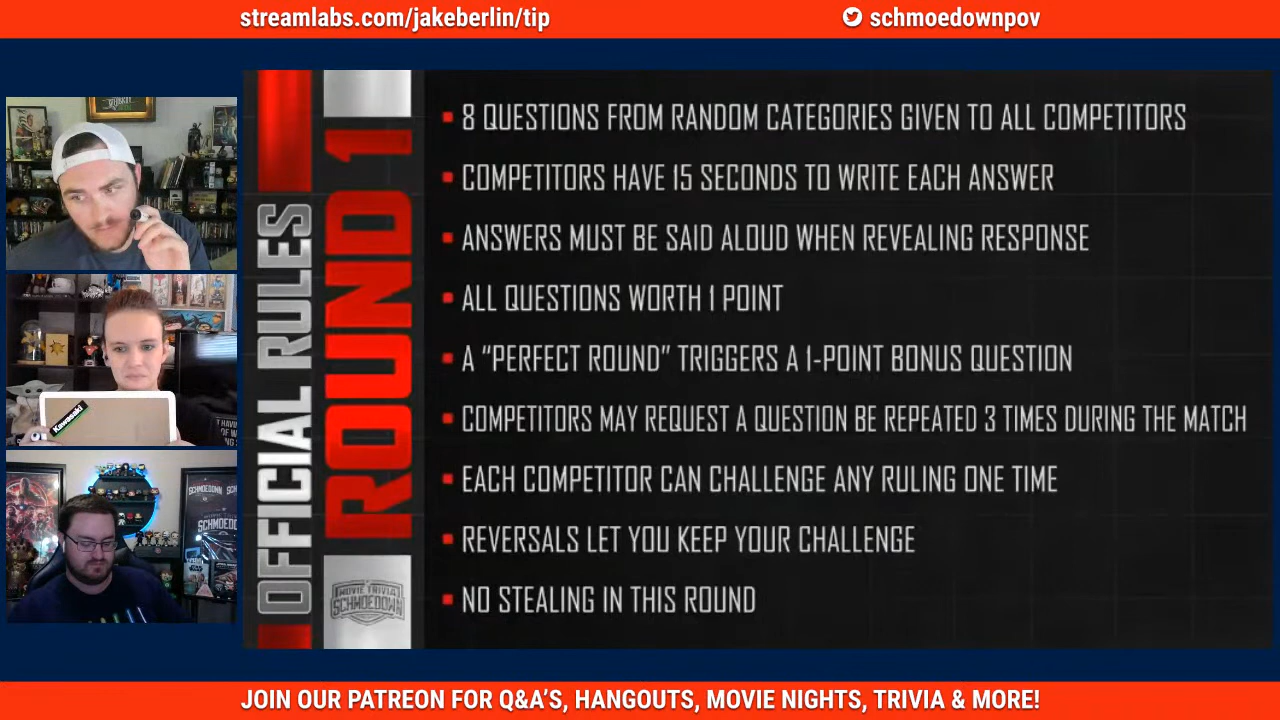 streamlabs.com/jakeberlin/tip
schmoedownpov
OFFICIAL RULES
ROUND 1
8 QUESTIONS FROM RANDOM CATEGORIES GIVEN TO ALL COMPETITORS
COMPETITORS HAVE 15 SECONDS TO WRITE EACH ANSWER
ANSWERS MUST BE SAID ALOUD WHEN REVEALING RESPONSE
ALL QUESTIONS WORTH 1 POINT
A “PERFECT ROUND” TRIGGERS A 1-POINT BONUS QUESTION
COMPETITORS MAY REQUEST A QUESTION BE REPEATED 3 TIMES DURING THE MATCH
EACH COMPETITOR CAN CHALLENGE ANY RULING ONE TIME
REVERSALS LET YOU KEEP YOUR CHALLENGE
NO STEALING IN THIS ROUND
MOVIE TRIVIA
SCHMOEDOWN
Kawasaki
SCHMOEDOWN
JOIN OUR PATREON FOR Q&A'S, HANGOUTS, MOVIE NIGHTS, TRIVIA & MORE!